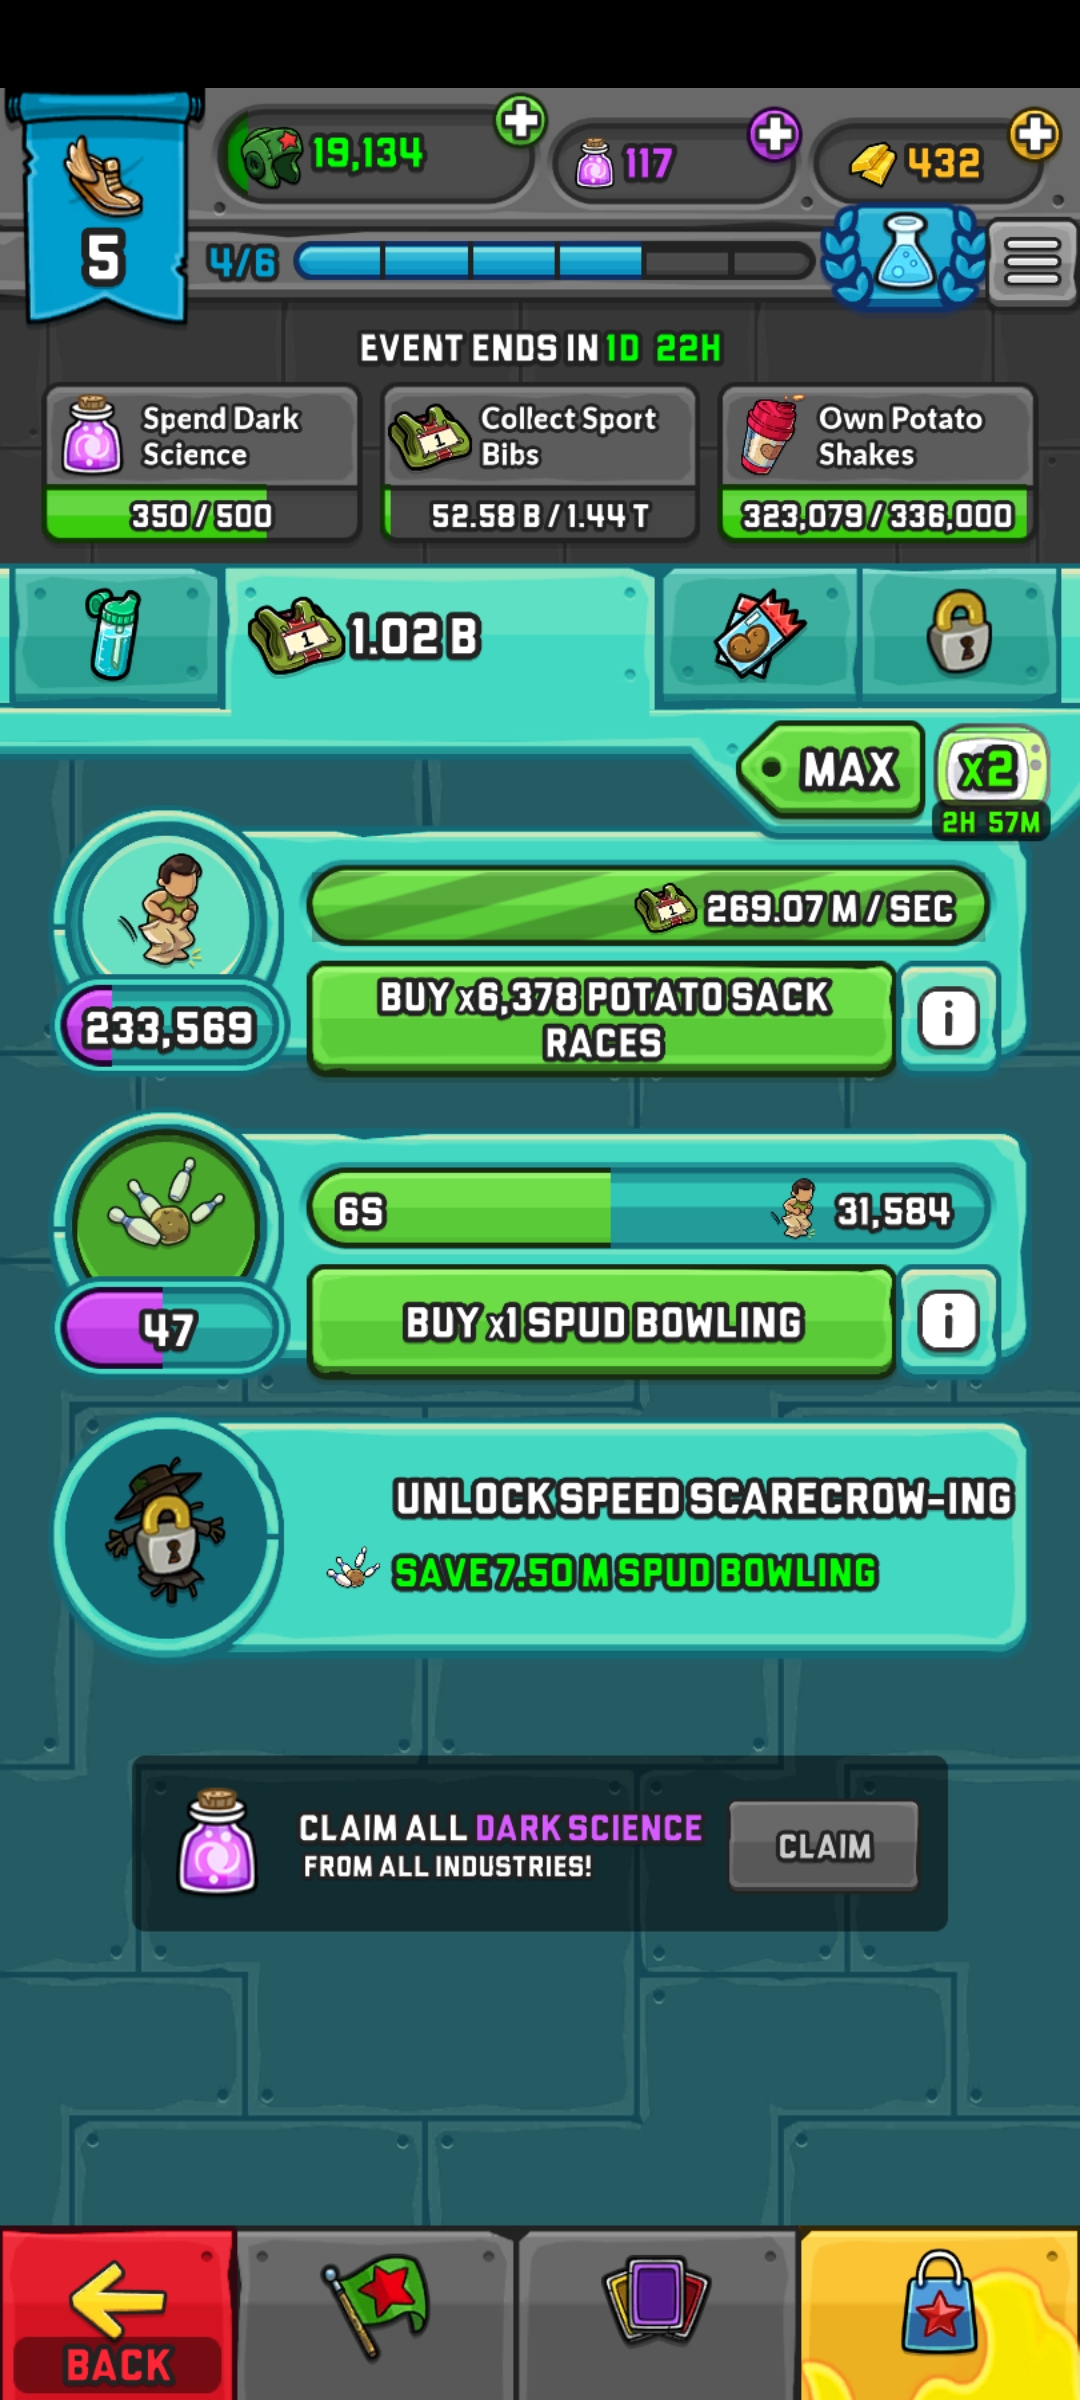 19,134
117
432
5
4/6
EVENT ENDS IN 1D 22H
Spend Dark
Science
350/500
Collect Sport
Bibs
52.58 B/1.44 T
Own Potato
Shakes
323,079/336,000
1
1.02 B
MAX
x2
2H 57M
1
269.07 M/SEC
233,569
BUY x6,378 POTATO SACK
RACES
i
6S
31,584
47
BUY x1 SPUD BOWLING
i
UNLOCK SPEED SCARECROW-ING
SAVE 7.50 M SPUD BOWLING
CLAIM ALL DARK SCIENCE
FROM ALL INDUSTRIES!
CLAIM
BACK